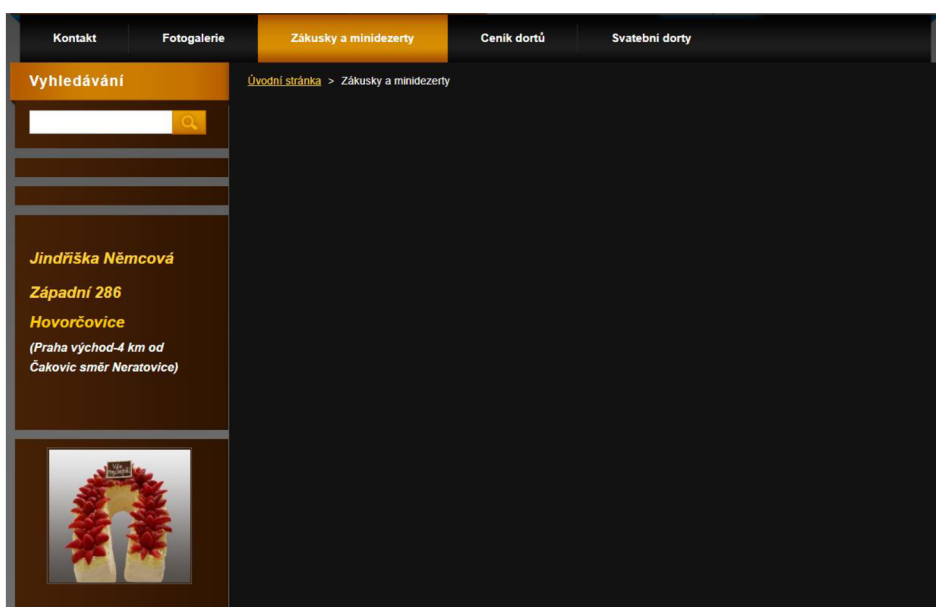 Kontakt
Fotogalerie
Zákusky a minidezerty
Ceník dortů
Svatební dorty
Vyhledávání
Úvodní stránka > Zákusky a minidezerty
Jindřiška Němcová
Západní 286
Hovorčovice
(Praha východ-4 km od
Čakovic směr Neratovice)